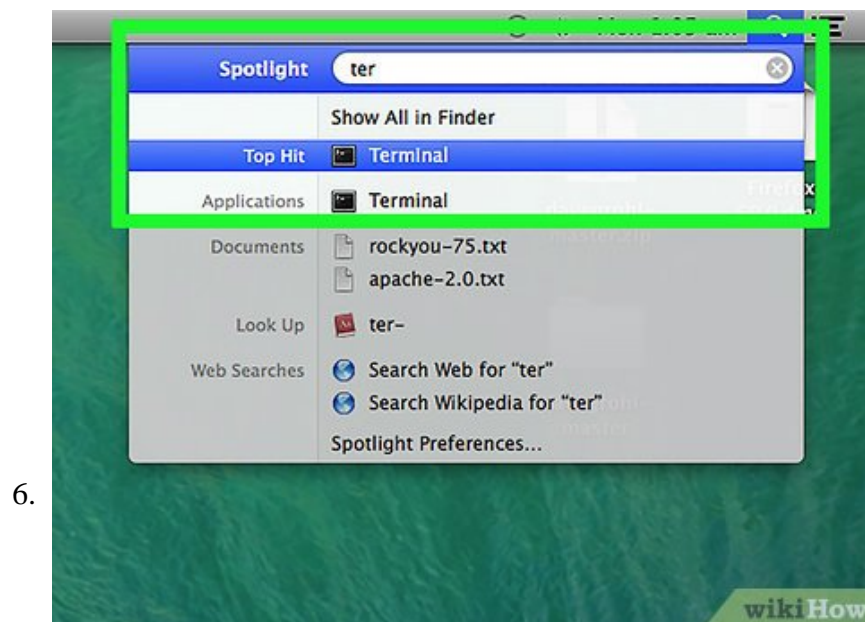 Spotlight ter
Show All in Finder
Top Hit Terminal
Applications Terminal
Documents rockyou-75.txt
apache-2.0.txt
Look Up ter-
Web Searches Search Web for "ter"
Search Wikipedia for "ter"
Spotlight Preferences...
6.
wikiHow